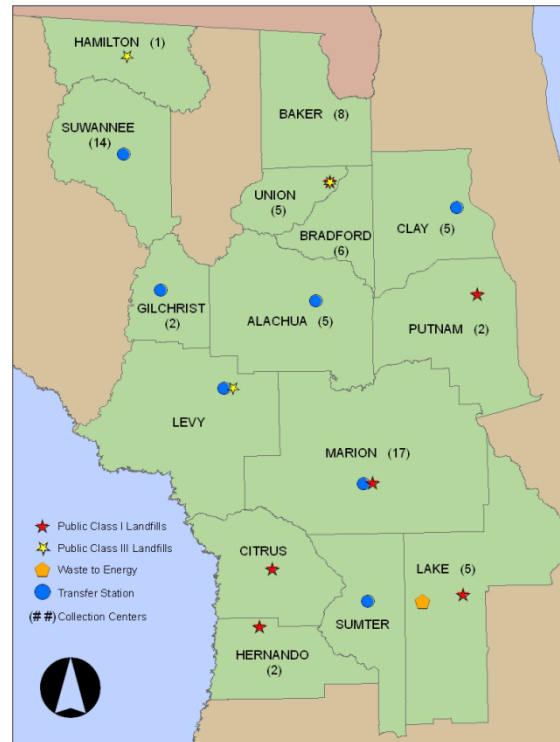 HAMILTON (1)
SUWANNEE
(14)
BAKER (8)
UNION
(5)
BRADFORD
(6)
CLAY (5)
GILCHRIST
(2)
ALACHUA (5)
PUTNAM (2)
LEVY
MARION (17)
CITRUS
LAKE (5)
SUMTER
HERNANDO
(2)
Public Class I Landfills
Public Class III Landfills
Waste to Energy
Transfer Station
(# #) Collection Centers